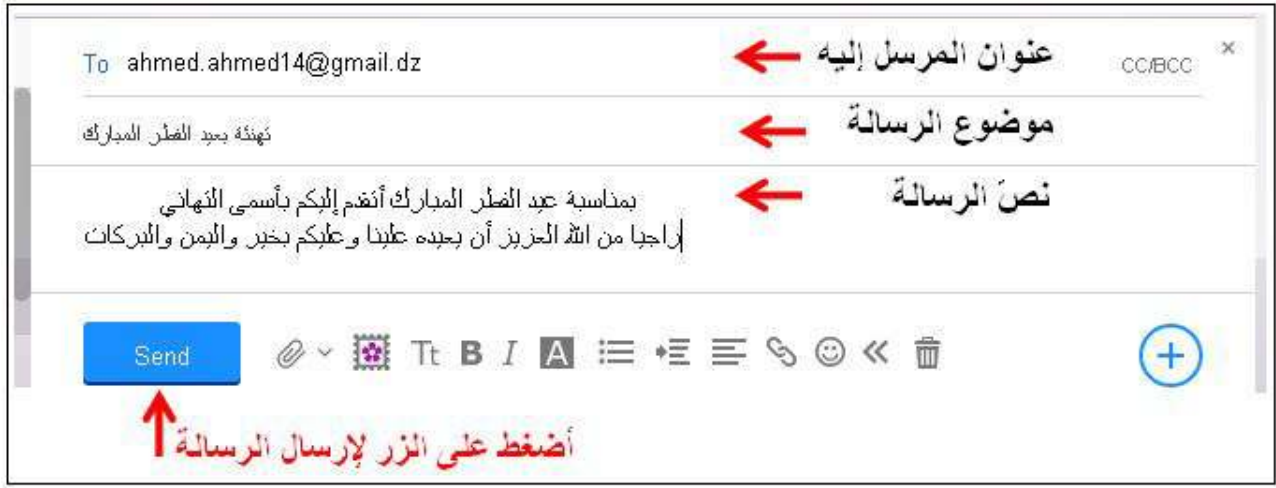 To ahmed.ahmed14@gmail.dz
عنوان المرسل إليه
CC/BCC
×
تهنئة بعيد الفطر المبارك
موضوع الرسالة
بمناسبة عيد الفطر المبارك أتقدم إليكم بأسمى التهاني
نصّ الرسالة
راجيا من الله العزيز أن يعيده علينا وعليكم بخير واليمن والبركات
Send
Tt B I A
أضغط على الزر لإرسال الرسالة